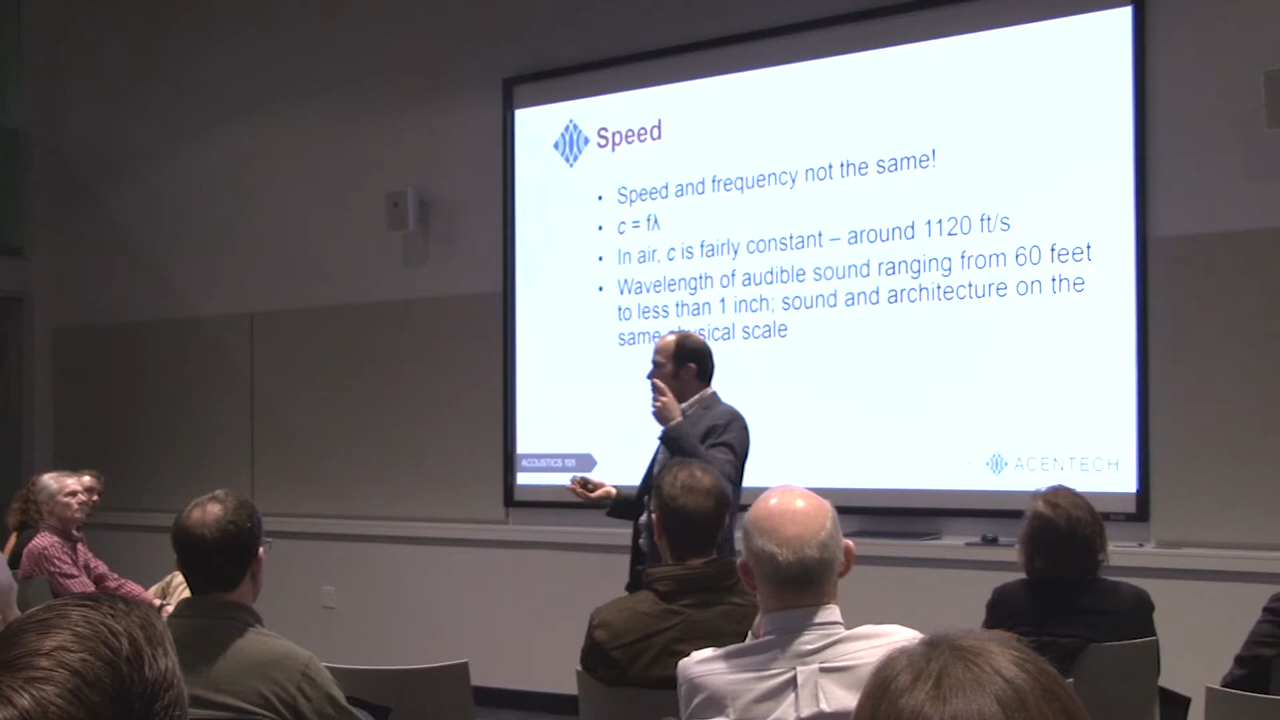 Speed
• Speed and frequency not the same!
• c = fλ
• In air, c is fairly constant – around 1120 ft/s
• Wavelength of audible sound ranging from 60 feet
to less than 1 inch; sound and architecture on the
same physical scale
ACOUSTICS 101
ACENTECH